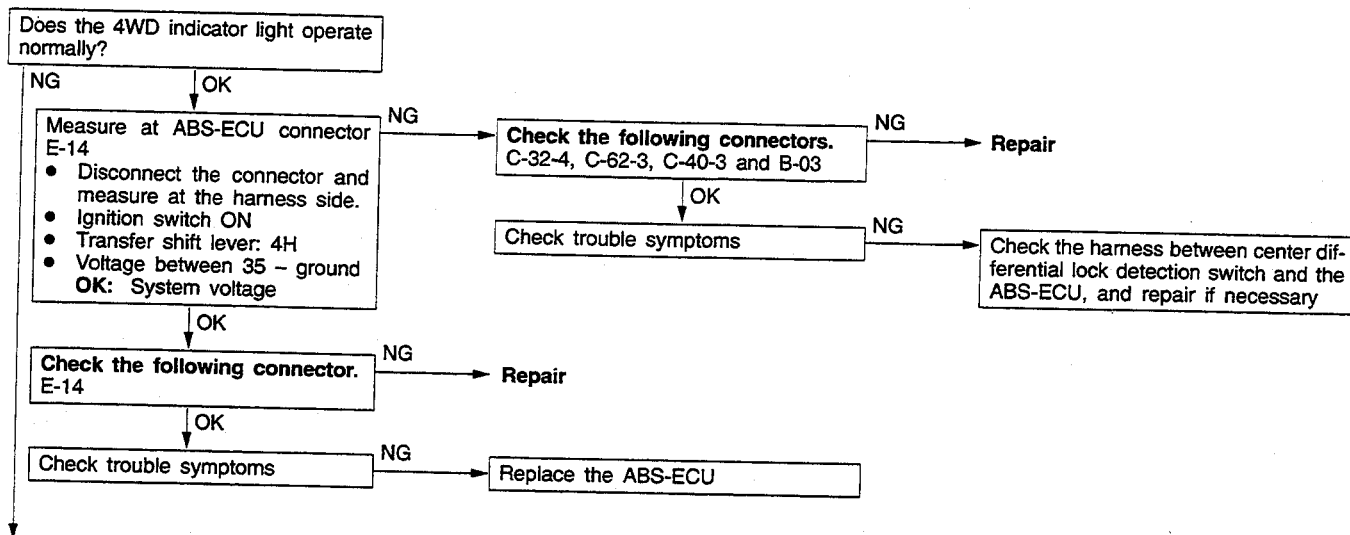 Does the 4WD indicator light operate
normally?
NG
OK
Measure at ABS-ECU connector
E-14
● Disconnect the connector and
measure at the harness side.
● Ignition switch ON
● Transfer shift lever: 4H
● Voltage between 35 – ground
OK: System voltage
NG
Check the following connectors.
C-32-4, C-62-3, C-40-3 and B-03
NG
Repair
OK
Check trouble symptoms
NG
Check the harness between center dif-
ferential lock detection switch and the
ABS-ECU, and repair if necessary
OK
Check the following connector.
E-14
NG
Repair
OK
Check trouble symptoms
NG
Replace the ABS-ECU